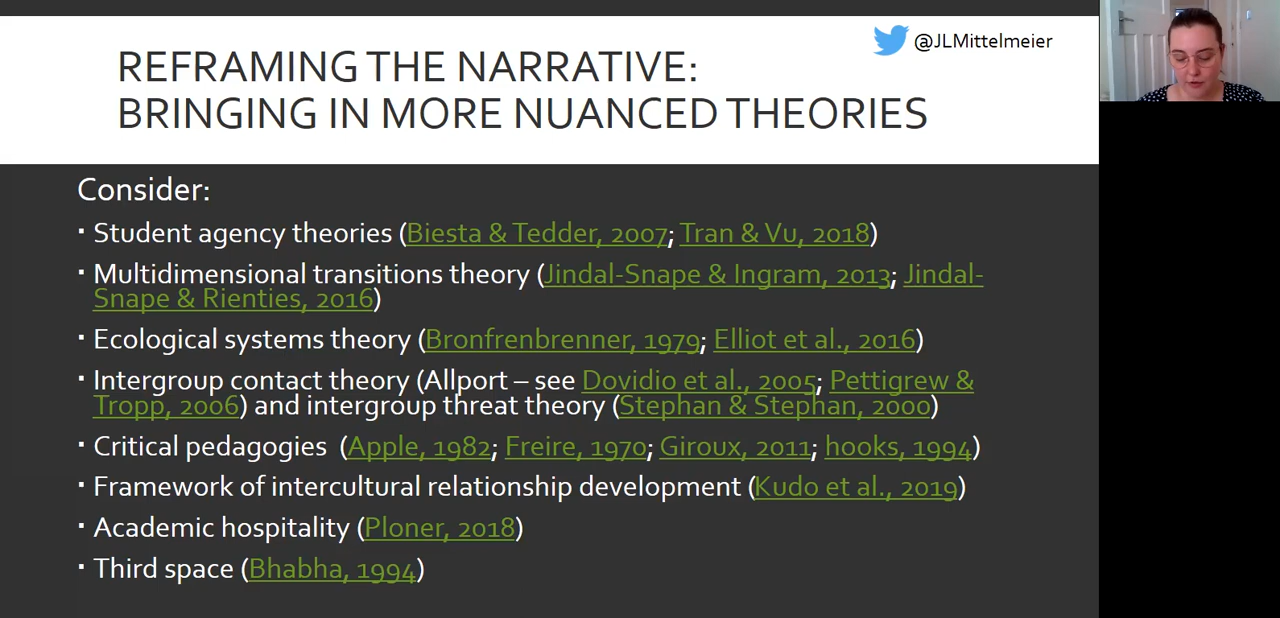 @JLMittelmeier
REFRAMING THE NARRATIVE:
BRINGING IN MORE NUANCED THEORIES
Consider:
▪ Student agency theories (Biesta & Tedder, 2007; Tran & Vu, 2018)
▪ Multidimensional transitions theory (Jindal-Snape & Ingram, 2013; Jindal-
Snape & Rienties, 2016)
▪ Ecological systems theory (Bronfrenbrenner, 1979; Elliot et al., 2016)
▪ Intergroup contact theory (Allport – see Dovidio et al., 2005; Pettigrew &
Tropp, 2006) and intergroup threat theory (Stephan & Stephan, 2000)
▪ Critical pedagogies (Apple, 1982; Freire, 1970; Giroux, 2011; hooks, 1994)
▪ Framework of intercultural relationship development (Kudo et al., 2019)
▪ Academic hospitality (Ploner, 2018)
▪ Third space (Bhabha, 1994)